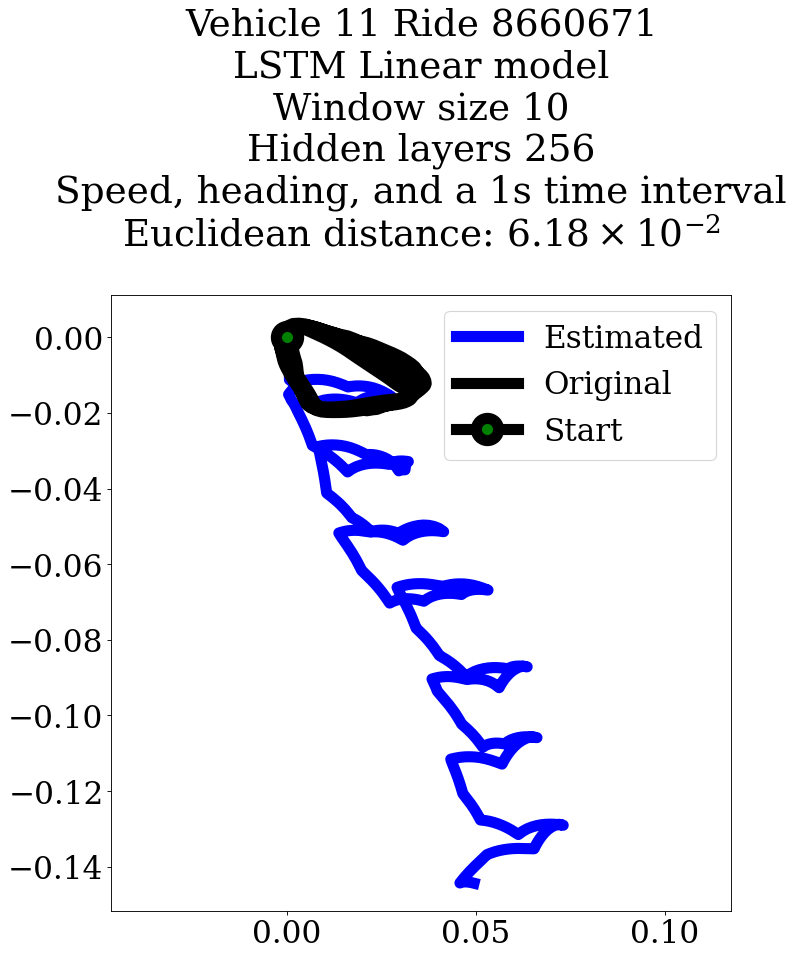 Vehicle 11 Ride 8660671
LSTM Linear model
Window size 10
Hidden layers 256
Speed, heading, and a 1s time interval
Euclidean distance: 6.18 × 10⁻²
Estimated
Original
Start
0.00
−0.02
−0.04
−0.06
−0.08
−0.10
−0.12
−0.14
0.00 0.05 0.10